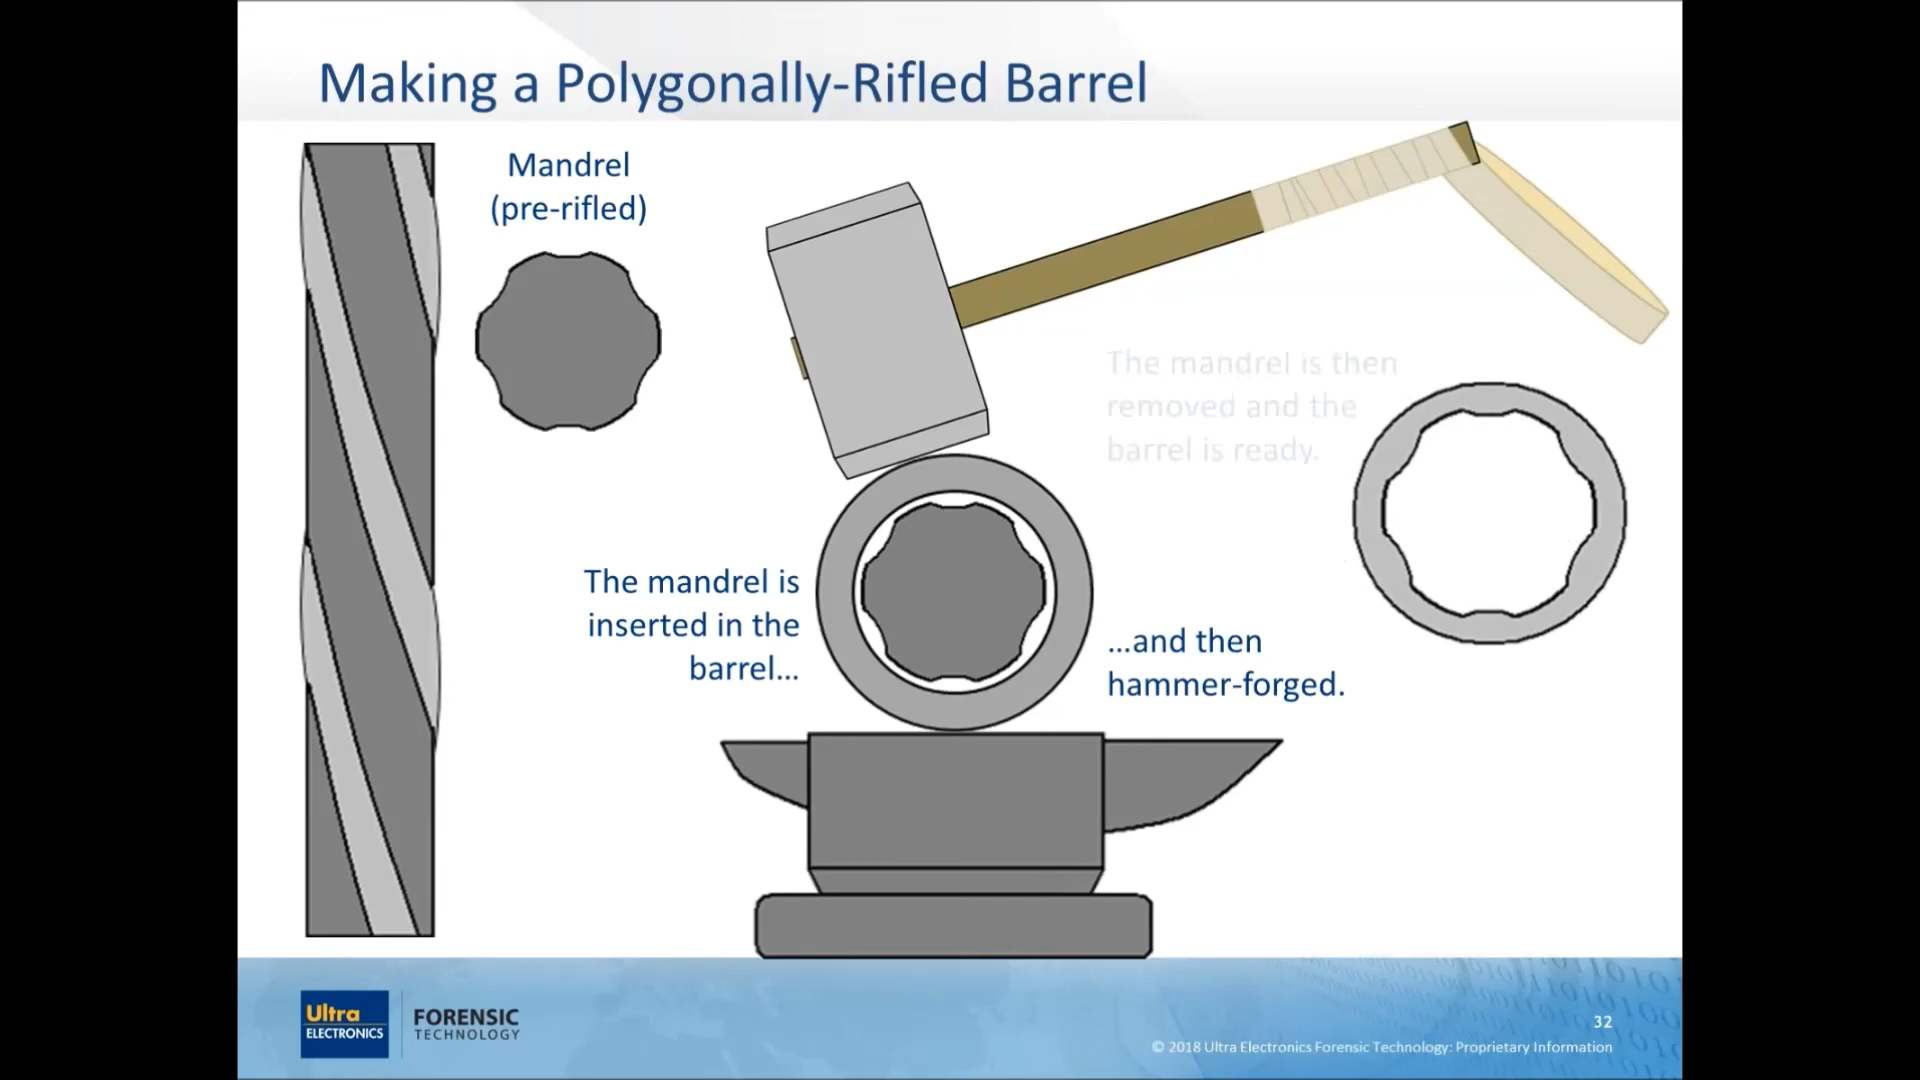 Making a Polygonally-Rifled Barrel
Mandrel
(pre-rifled)
The mandrel is then
removed and the
barrel is ready.
The mandrel is
inserted in the
barrel...
...and then
hammer-forged.
Ultra
ELECTRONICS
FORENSIC
TECHNOLOGY
32
© 2018 Ultra Electronics Forensic Technology: Proprietary Information